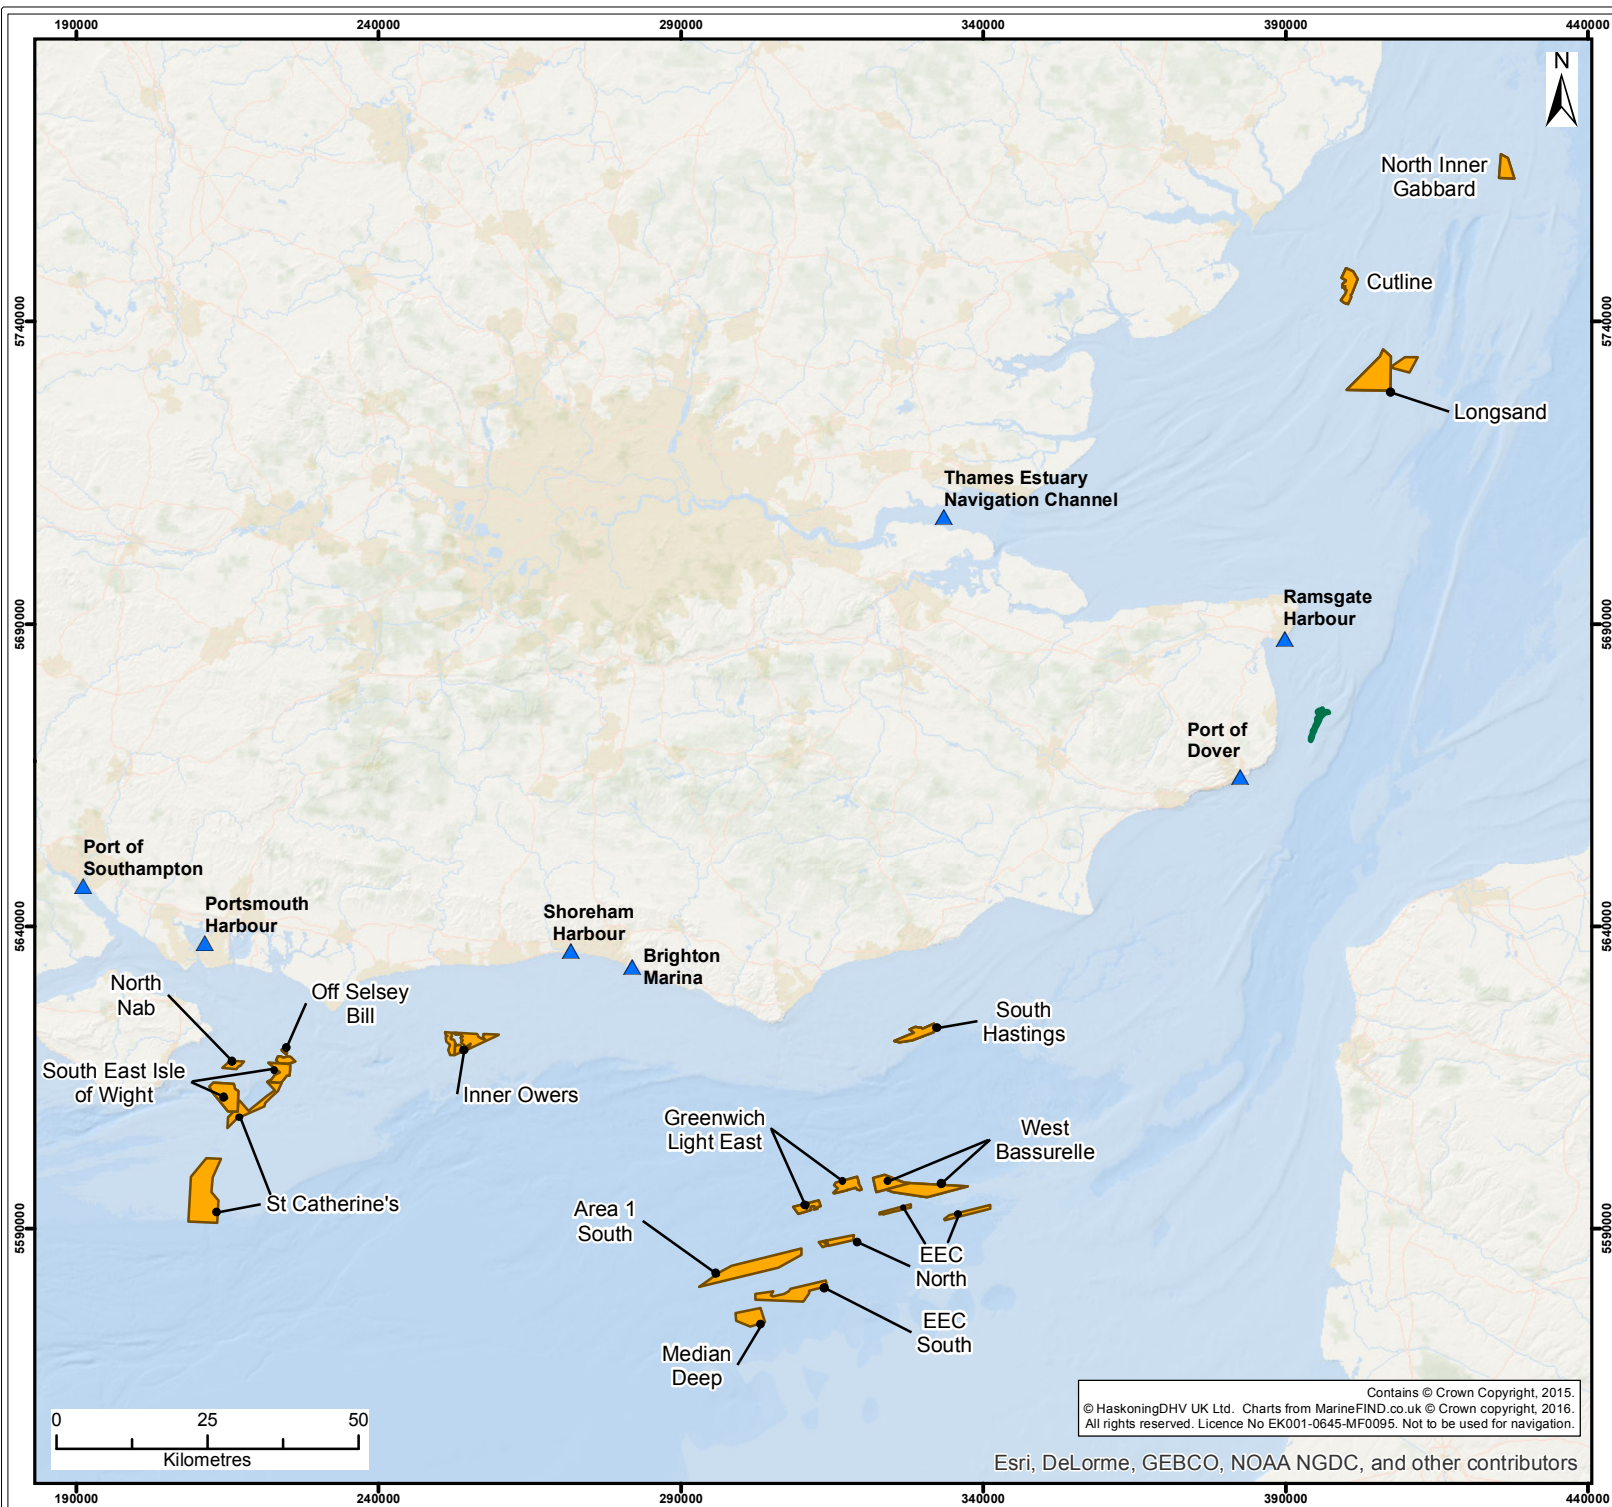 190000
240000
290000
340000
390000
440000
N
North Inner
Gabbard
Cutline
5740000
5740000
Longsand
Thames Estuary
Navigation Channel
Ramsgate
Harbour
5690000
5690000
Port of
Dover
Port of
Southampton
Portsmouth
Harbour
Shoreham
Harbour
Brighton
Marina
5640000
5640000
North
Nab
Off Selsey
Bill
South
Hastings
South East Isle
of Wight
Inner Owers
Greenwich
Light East
West
Bassurelle
St Catherine's
Area 1
South
5590000
5590000
EEC
North
EEC
South
Median
Deep
0
25
50
Kilometres
Contains © Crown Copyright, 2015.
© HaskoningDHV UK Ltd. Charts from MarineFIND.co.uk © Crown copyright, 2016.
All rights reserved. Licence No EK001-0645-MF0095. Not to be used for navigation.
Esri, DeLorme, GEBCO, NOAA NGDC, and other contributors
190000
240000
290000
340000
390000
440000